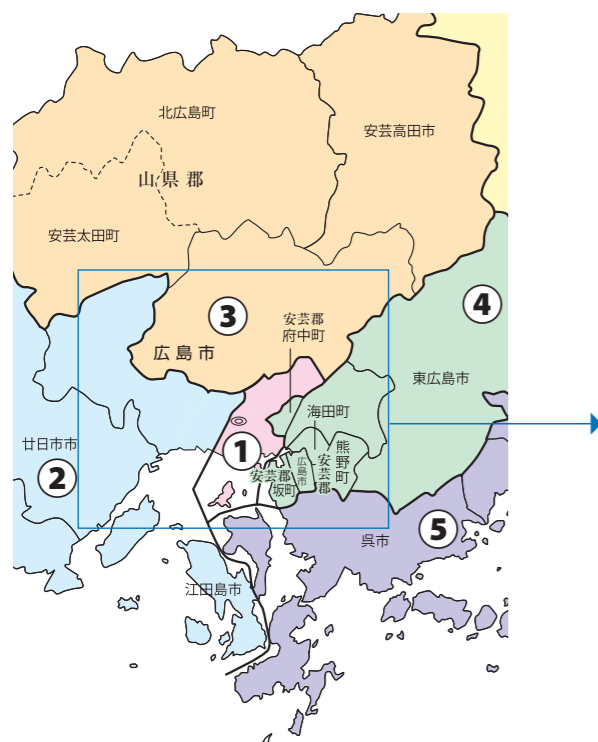 北広島町
安芸高田市
山県郡
安芸太田町
④
③
安芸郡
府中町
広島市
東広島市
海田町
廿日市市
①
熊野町
安芸郡
広島市
安芸郡
坂町
②
⑤
呉市
江田島市